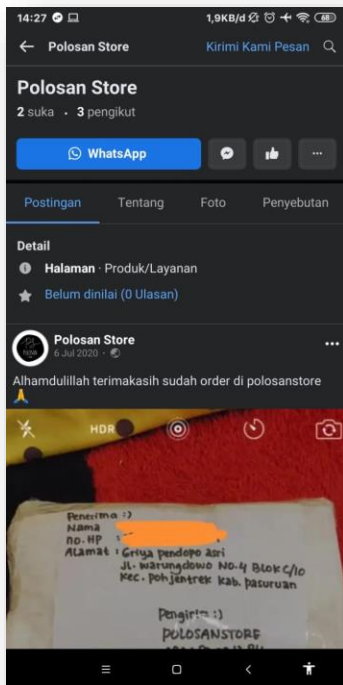 14:27
1,9KB/d 68
Polosan Store Kirimi Kami Pesan
Polosan Store
2 suka . 3 pengikut
WhatsApp
Postingan Tentang Foto Penyebutan
Detail
Halaman · Produk/Layanan
Belum dinilai (0 Ulasan)
Polosan Store
6 Jul 2020 ·
Alhamdulillah terimakasih sudah order di polosanstore
🙏
HDR
Penerima :)
Nama
no. HP :
Alamat : Griya pendopo asri
Jl. warungdowo No.4 BLOK C/10
Kec. pohjentrek kab. pasuruan
Pengirim :)
POLOSANSTORE